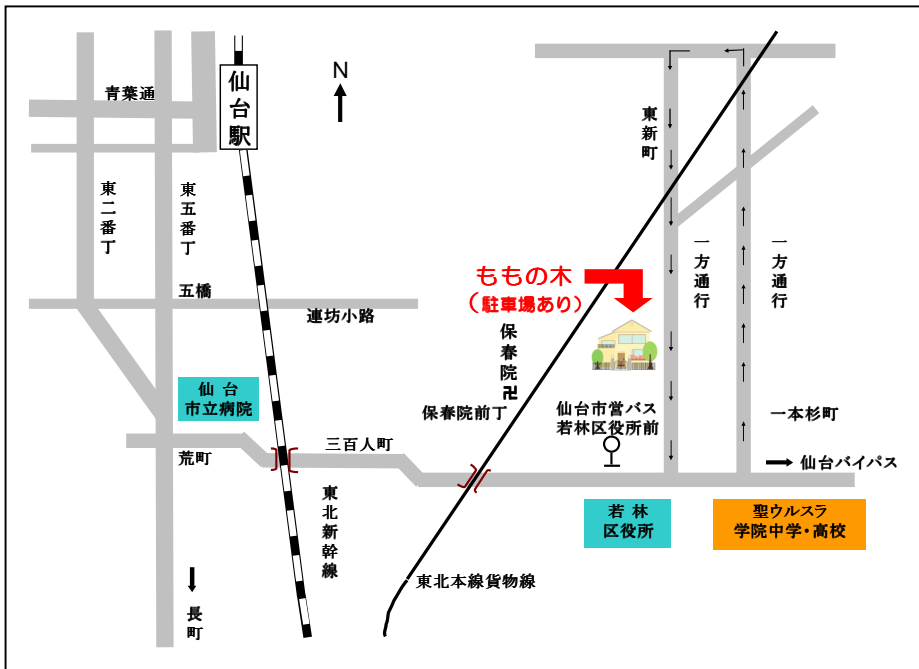 青葉通
仙台駅
N
東新町
東二番丁
東五番丁
一方通行
一方通行
ももの木
(駐車場あり)
五橋
連坊小路
保春院
卍
仙台
市立病院
保春院前丁
仙台市営バス
若林区役所前
一本杉町
荒町
三百人町
仙台バイパス
東北新幹線
若林
区役所
聖ウルスラ
学院中学・高校
東北本線貨物線
長町